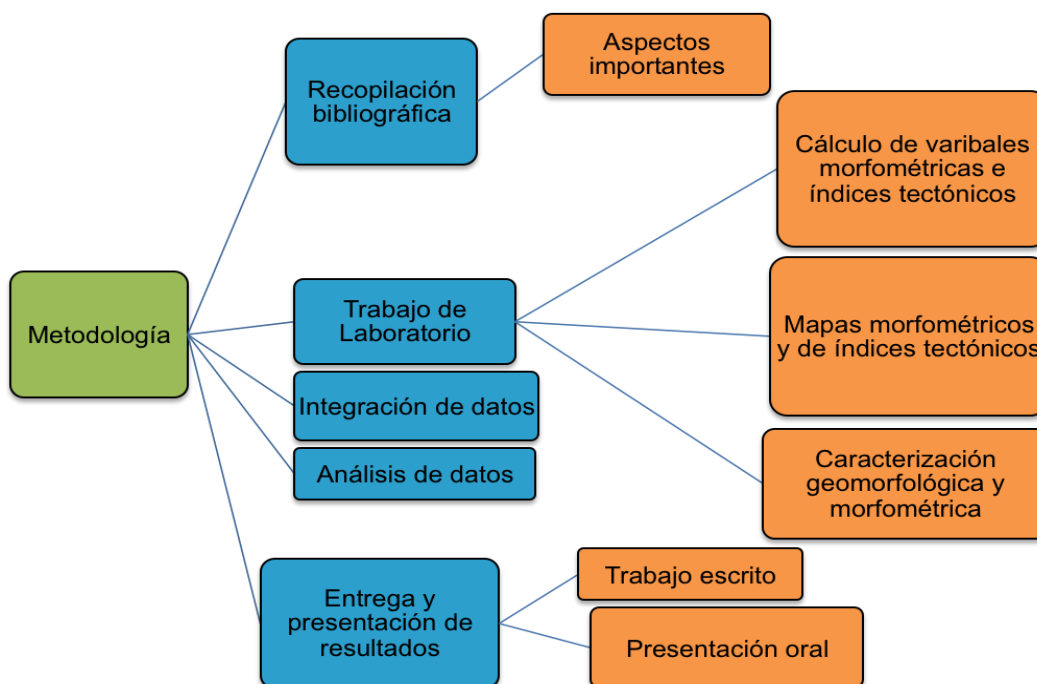 Metodología
Recopilación
bibliográfica
Aspectos
importantes
Trabajo de
Laboratorio
Cálculo de varibales
morfométricas e
índices tectónicos
Mapas morfométricos
y de índices tectónicos
Caracterización
geomorfológica y
morfométrica
Integración de datos
Análisis de datos
Entrega y
presentación de
resultados
Trabajo escrito
Presentación oral